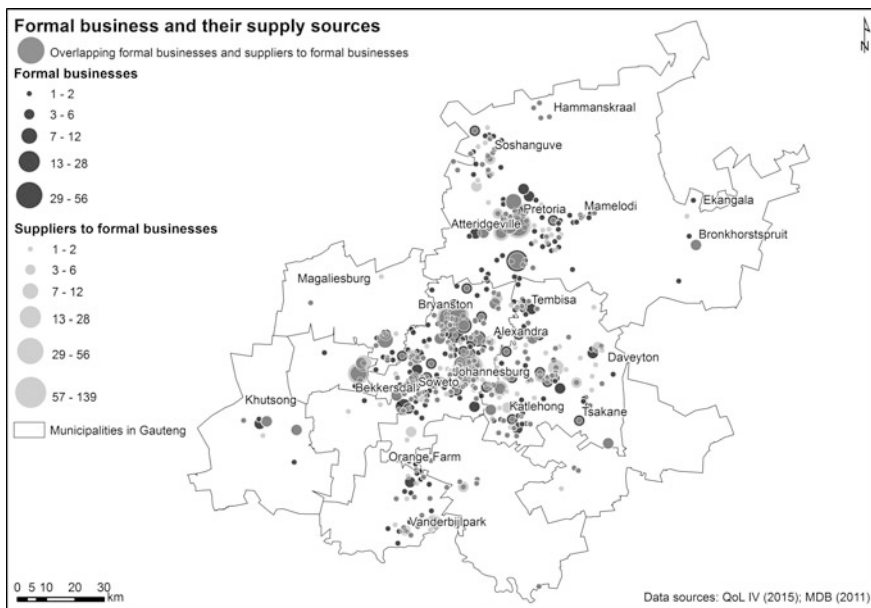 Formal business and their supply sources
Overlapping formal businesses and suppliers to formal businesses
Formal businesses
1 - 2
3 - 6
7 - 12
13 - 28
29 - 56
Suppliers to formal businesses
1 - 2
3 - 6
7 - 12
13 - 28
29 - 56
57 - 139
Municipalities in Gauteng
N
Hammanskraal
Soshanguve
Ekangala
Pretoria
Mamelodi
Atteridgeville
Bronkhorstspruit
Magaliesburg
Bryanston
Tembisa
Alexandra
Daveyton
Johannesburg
Bekkersdal
Soweto
Khutsong
Katlehong
Tsakane
Orange Farm
Vanderbijlpark
0 5 10 20 30
km
Data sources: QoL IV (2015); MDB (2011)